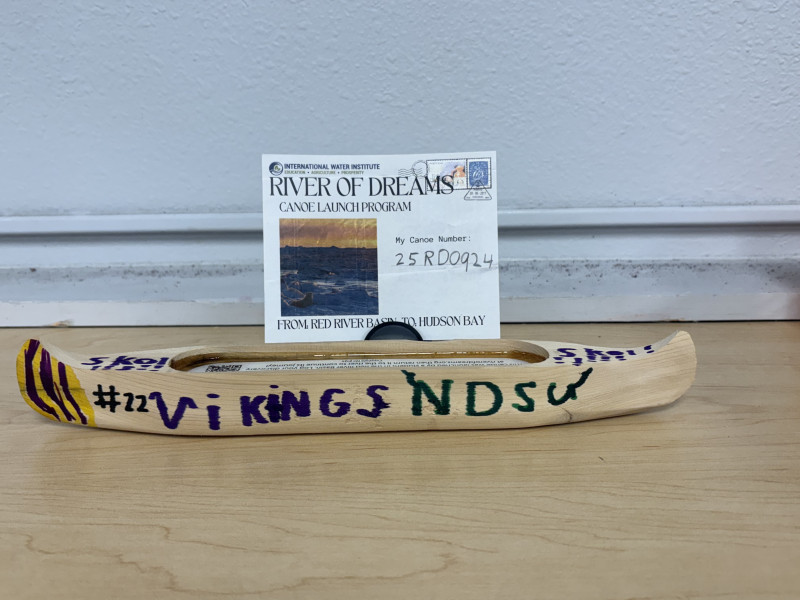 INTERNATIONAL WATER INSTITUTE
EDUCATION • AGRICULTURE • PROSPERITY
RIVER OF DREAMS
CANOE LAUNCH PROGRAM
My Canoe Number:
25RD0924
FROM RED RIVER BASIN TO HUDSON BAY
SKOL
SKOL
#22 ViKiNGS NDSU